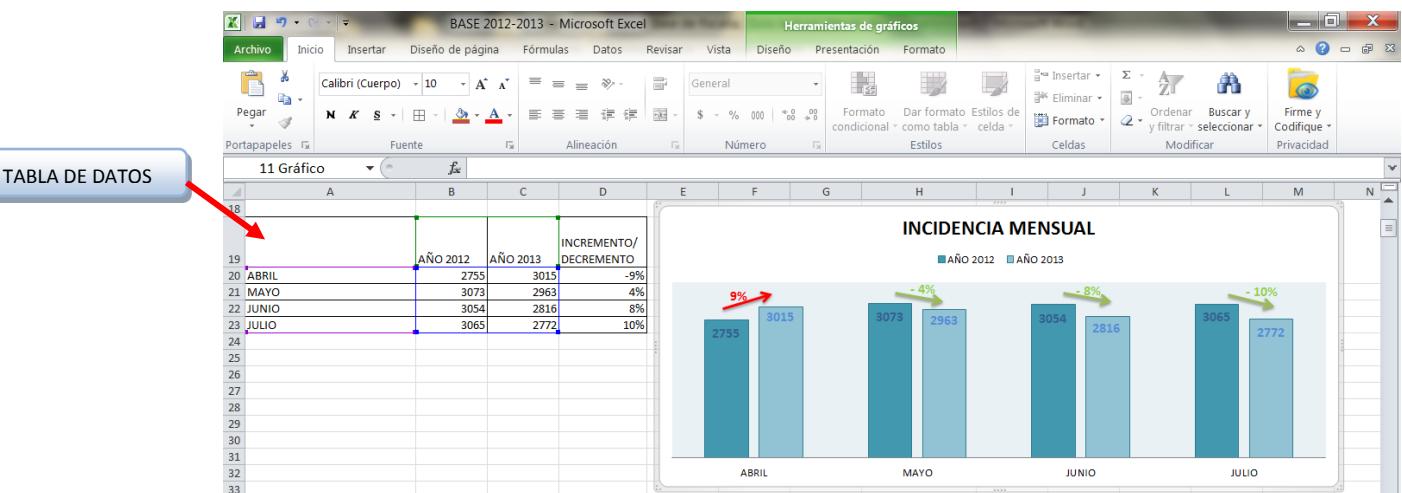 BASE 2012-2013 - Microsoft Excel
Herramientas de gráficos
Archivo Inicio Insertar Diseño de página Fórmulas Datos Revisar Vista Diseño Presentación Formato
Calibri (Cuerpo) 10 General Insertar
Eliminar
Pegar N K S $ % 000 Formato condicional Dar formato como tabla Estilos de celda Formato Ordenar y filtrar Buscar y seleccionar Firme y Codifique
Portapapeles Fuente Alineación Número Estilos Celdas Modificar Privacidad
TABLA DE DATOS
11 Gráfico fx
A B C D E F G H I J K L M N
18
19 AÑO 2012 AÑO 2013 INCREMENTO/ DECREMENTO
20 ABRIL 2755 3015 -9%
21 MAYO 3073 2963 4%
22 JUNIO 3054 2816 8%
23 JULIO 3065 2772 10%
24
25
26
27
28
29
30
31
32
33
INCIDENCIA MENSUAL
AÑO 2012 AÑO 2013
9% - 4% - 8% - 10%
2755 3015 3073 2963 3054 2816 3065 2772
ABRIL MAYO JUNIO JULIO